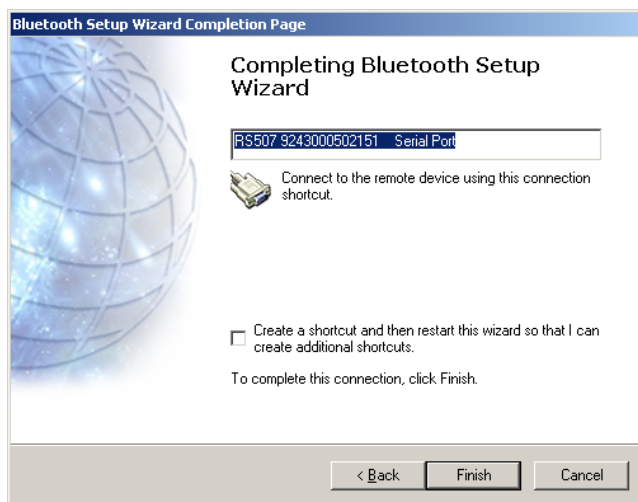 Bluetooth Setup Wizard Completion Page
Completing Bluetooth Setup
Wizard
RS507 9243000502151 Serial Port
Connect to the remote device using this connection
shortcut.
Create a shortcut and then restart this wizard so that I can
create additional shortcuts.
To complete this connection, click Finish.
< Back
Finish
Cancel